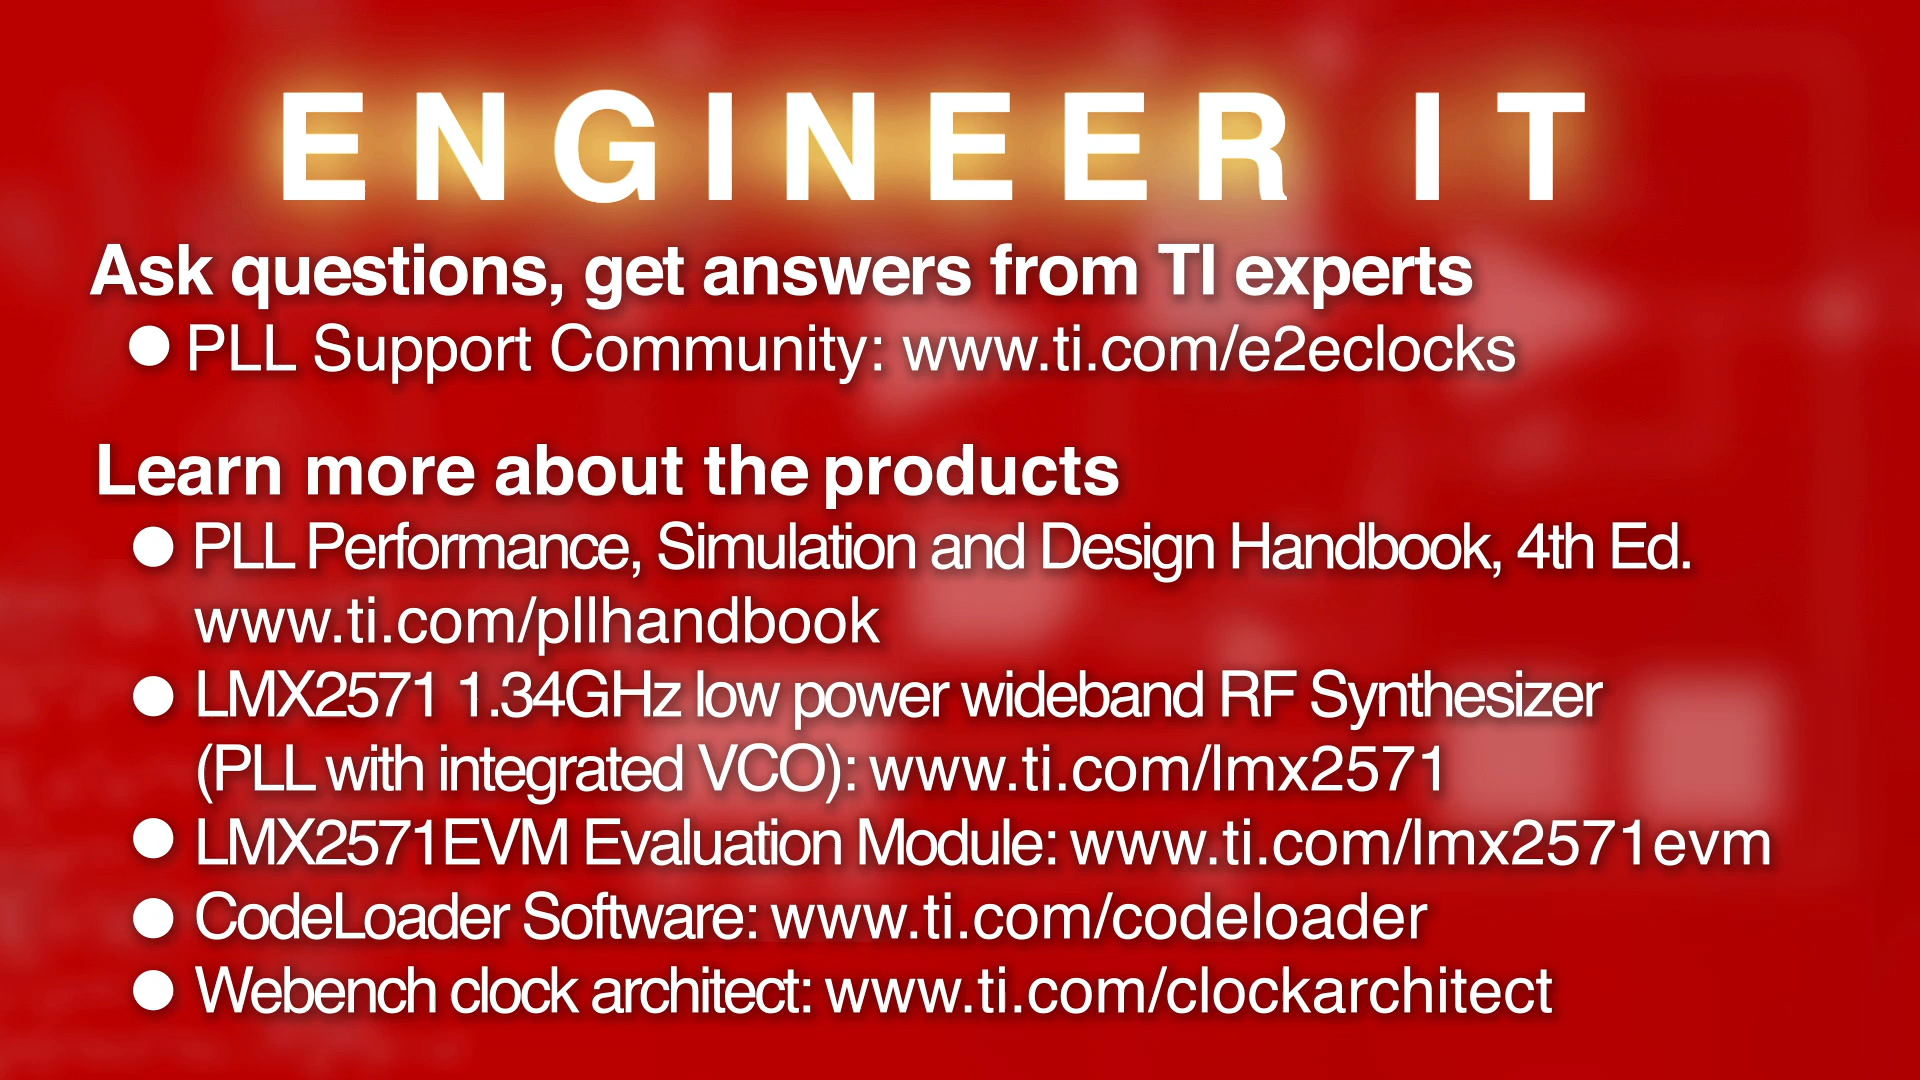 ENGINEER IT
Ask questions, get answers from TI experts
● PLL Support Community: www.ti.com/e2eclocks
Learn more about the products
● PLL Performance, Simulation and Design Handbook, 4th Ed.
www.ti.com/pllhandbook
● LMX2571 1.34GHz low power wideband RF Synthesizer
(PLL with integrated VCO): www.ti.com/lmx2571
● LMX2571EVM Evaluation Module: www.ti.com/lmx2571evm
● CodeLoader Software: www.ti.com/codeloader
● Webench clock architect: www.ti.com/clockarchitect